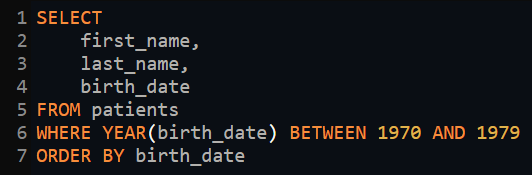 1 SELECT
2     first_name,
3     last_name,
4     birth_date
5 FROM patients
6 WHERE YEAR(birth_date) BETWEEN 1970 AND 1979
7 ORDER BY birth_date